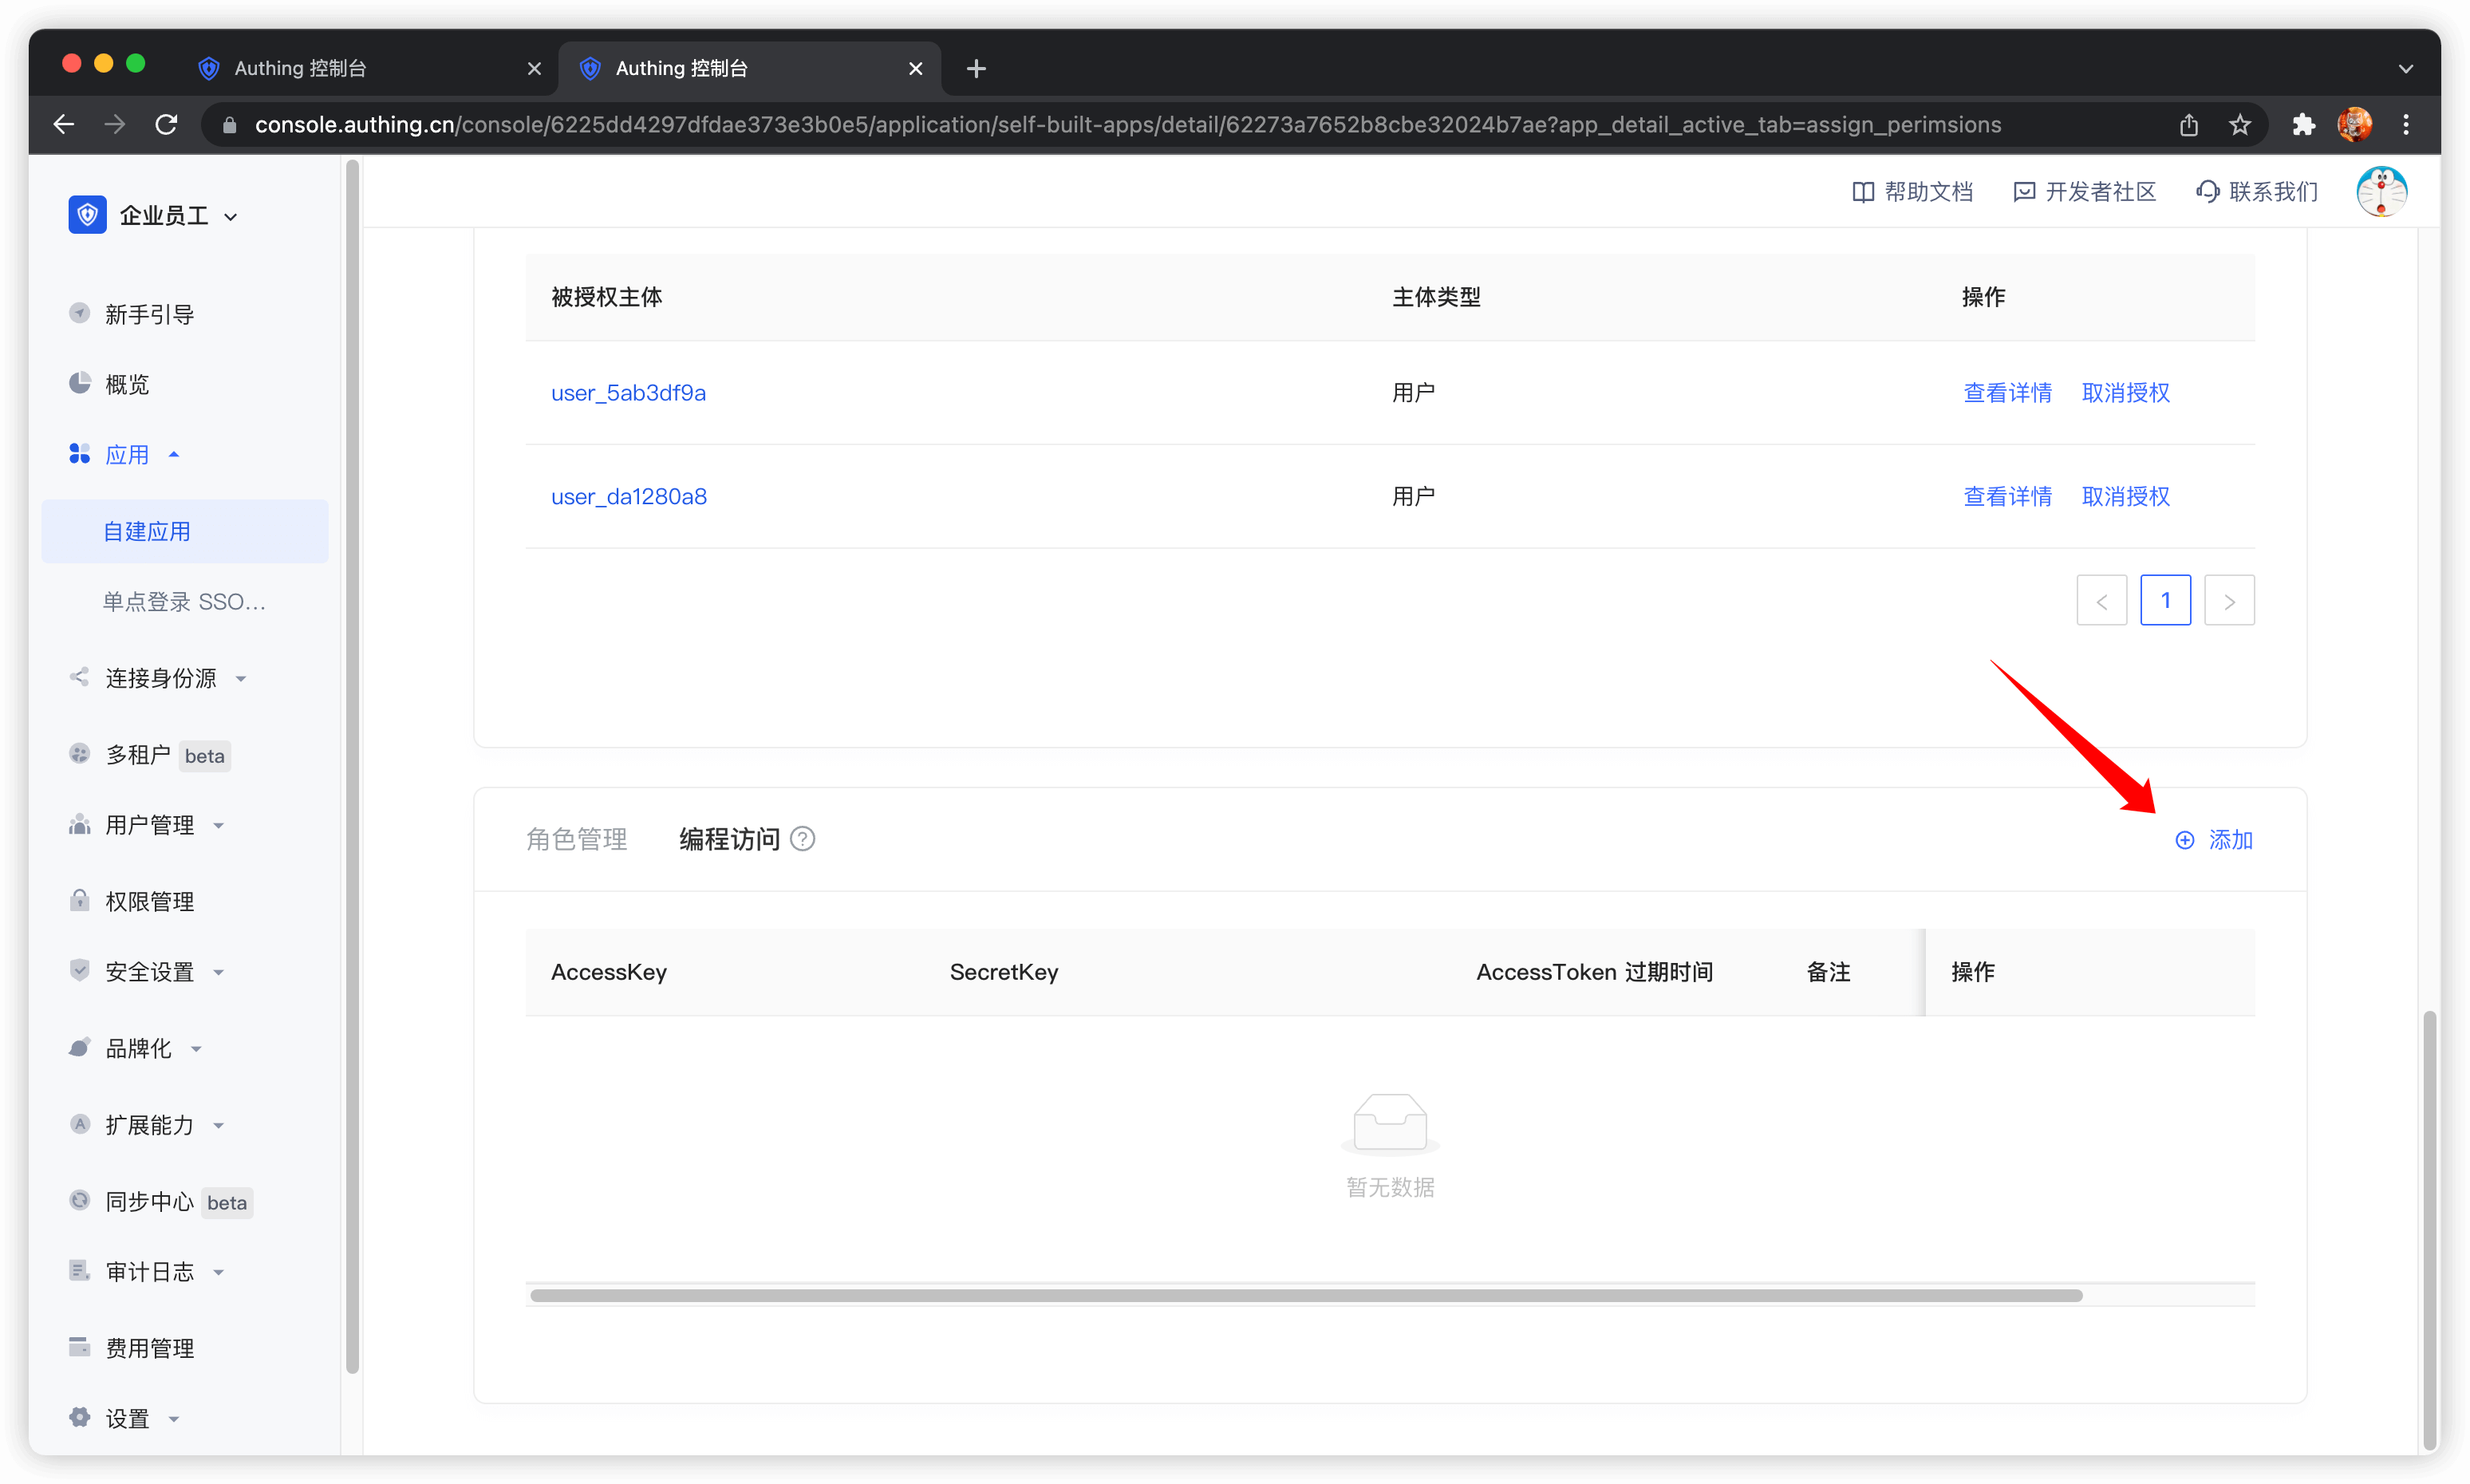 Authing 控制台
Authing 控制台
console.authing.cn/console/6225dd4297dfdae373e3b0e5/application/self-built-apps/detail/62273a7652b8cbe32024b7ae?app_detail_active_tab=assign_perimsions
企业员工
帮助文档 开发者社区 联系我们
新手引导
概览
应用
自建应用
单点登录 SSO...
连接身份源
多租户 beta
用户管理
权限管理
安全设置
品牌化
扩展能力
同步中心 beta
审计日志
费用管理
设置
被授权主体 主体类型 操作
user_5ab3df9a 用户 查看详情 取消授权
user_da1280a8 用户 查看详情 取消授权
< 1 >
角色管理 编程访问 ? 添加
AccessKey SecretKey AccessToken 过期时间 备注 操作
暂无数据